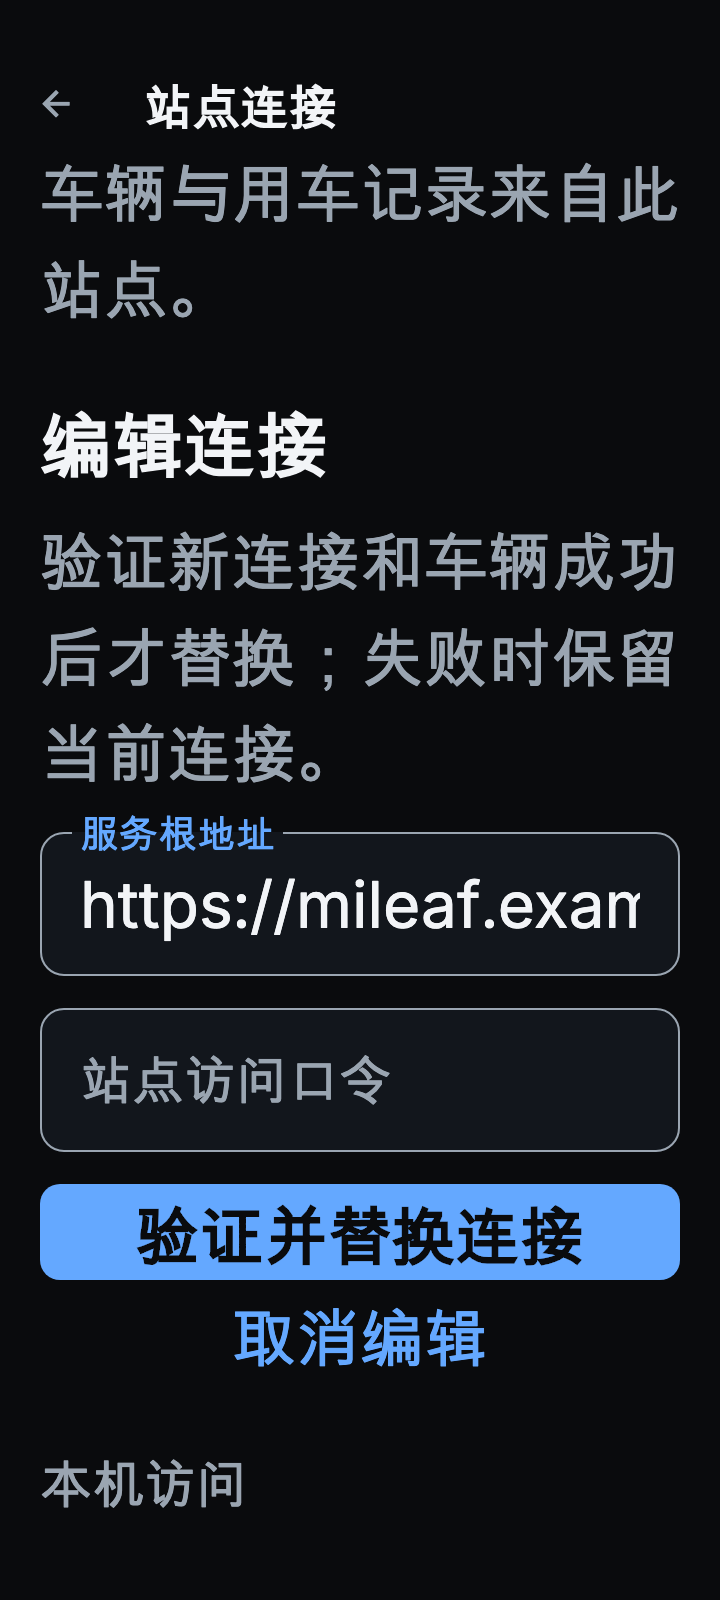 站点连接
车辆与用车记录来自此
站点。
编辑连接
验证新连接和车辆成功
后才替换；失败时保留
当前连接。
服务根地址
https://mileaf.exam
站点访问口令
验证并替换连接
取消编辑
本机访问